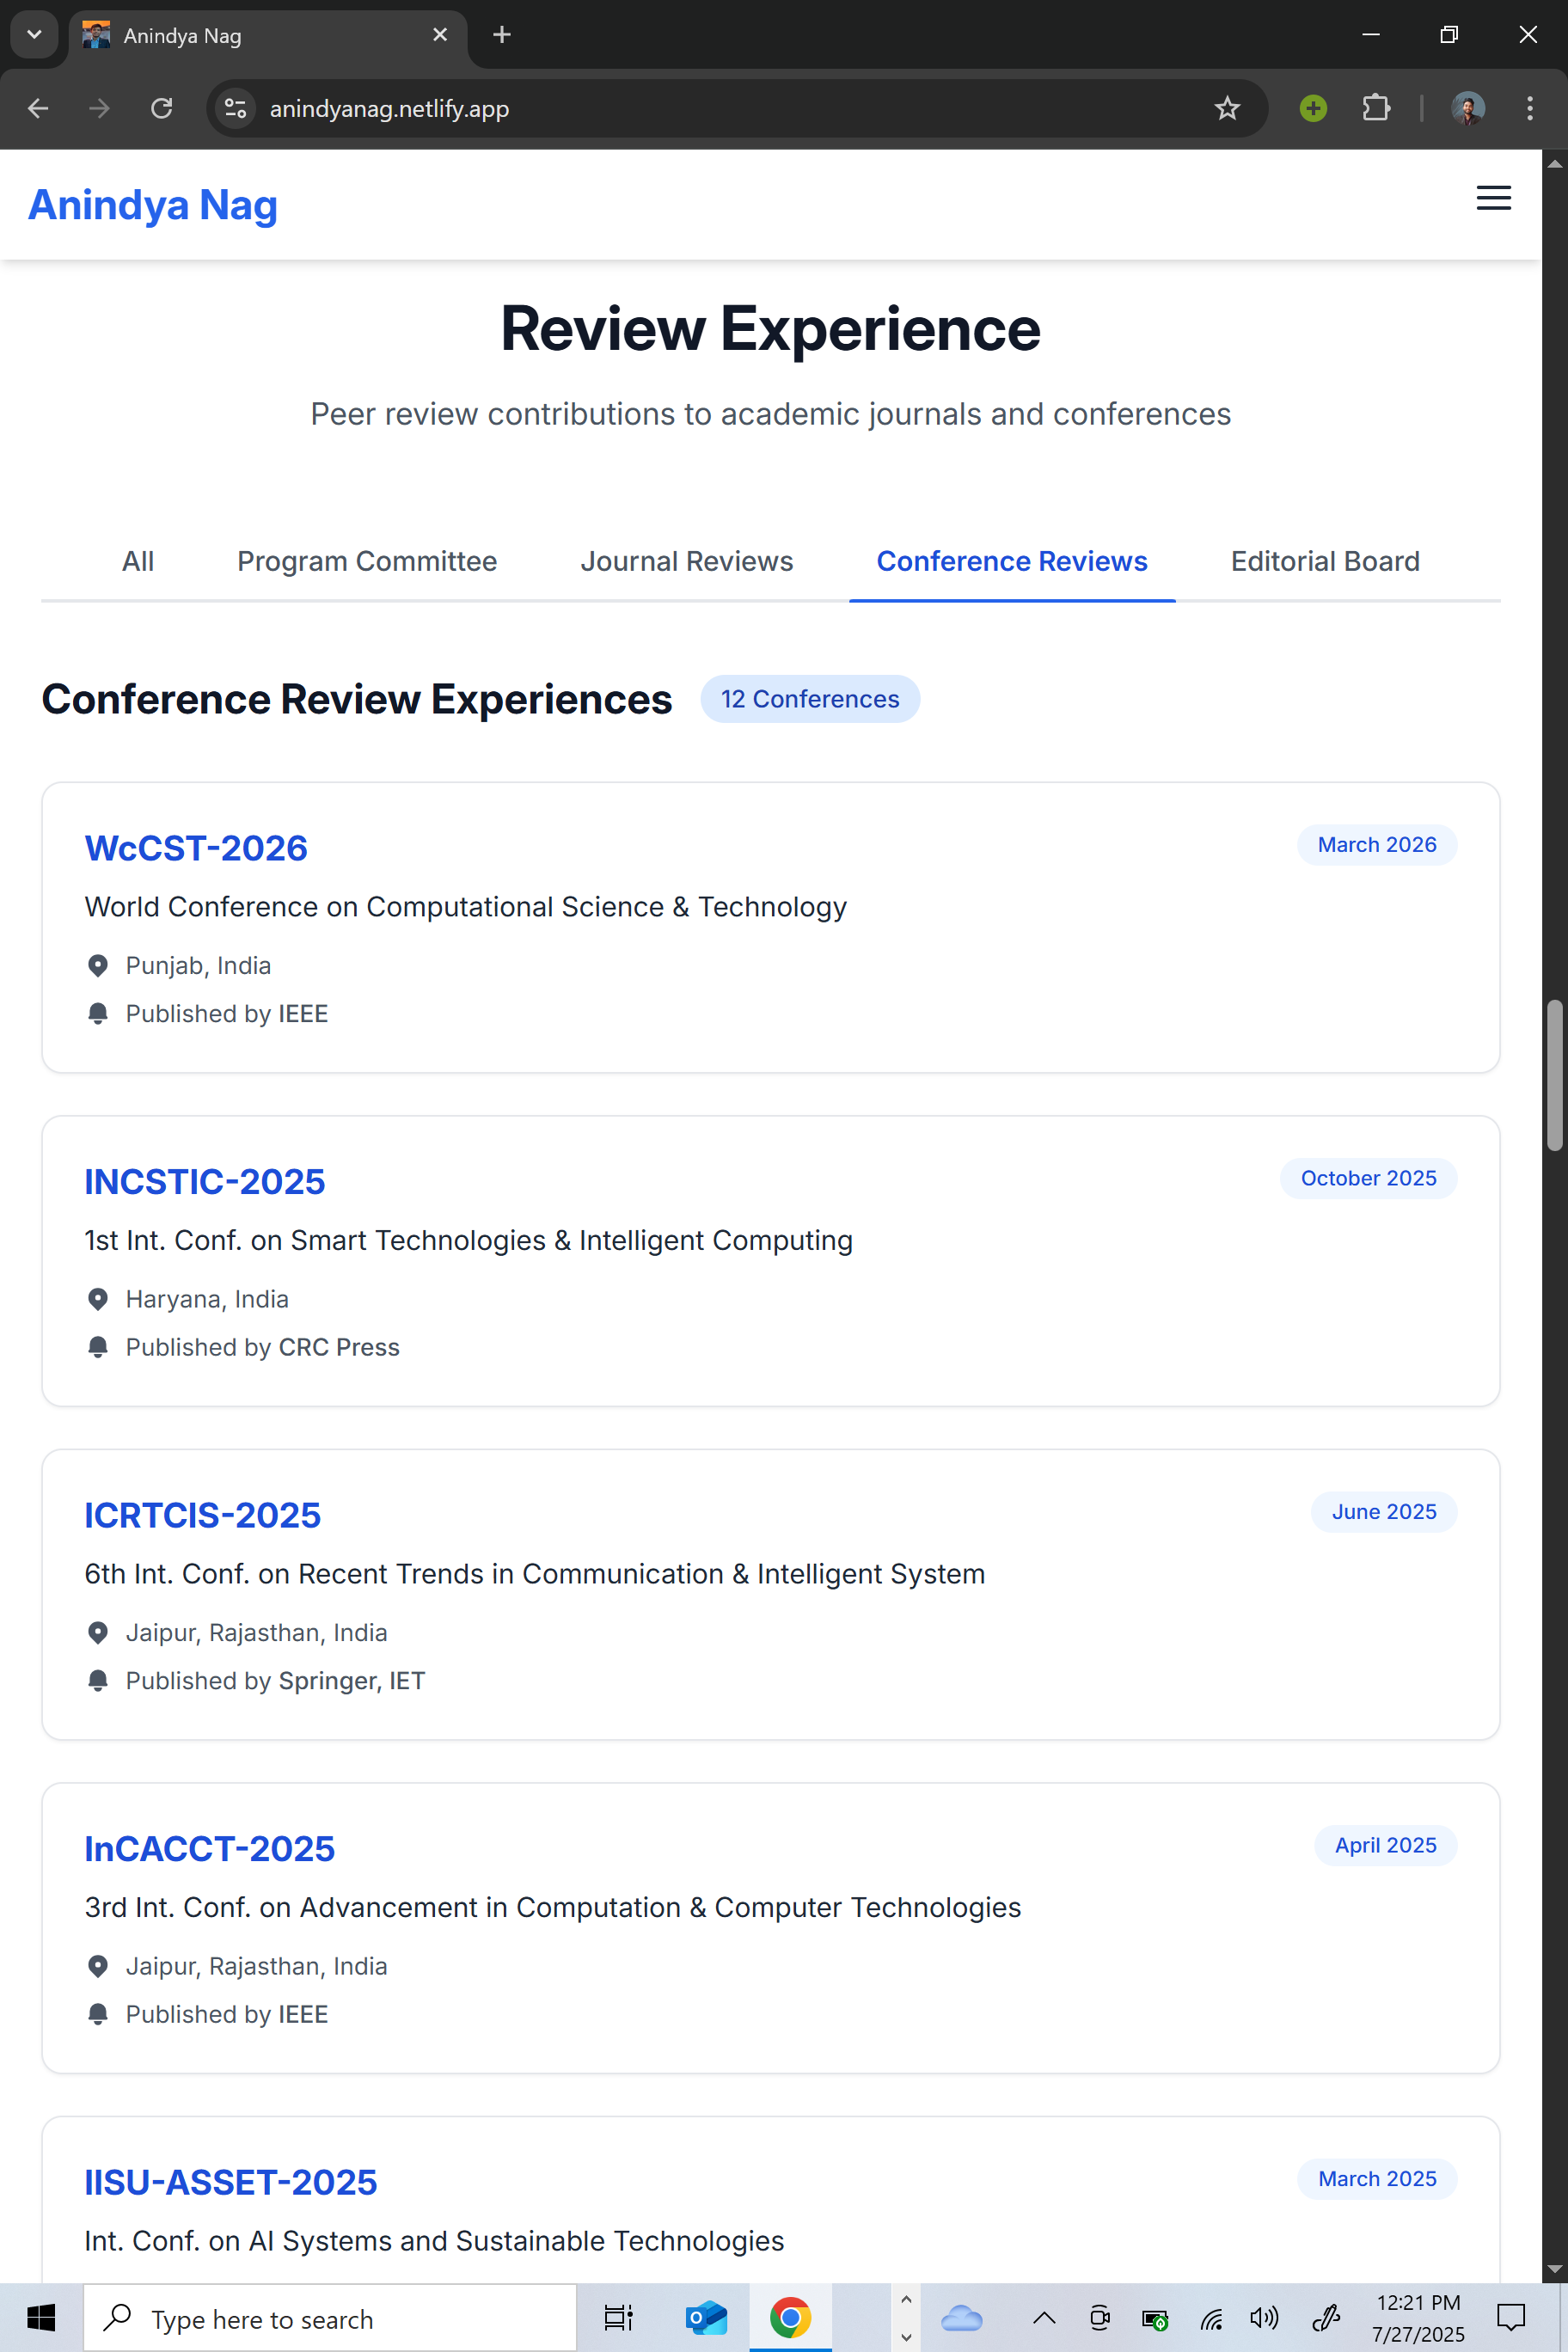 Anindya Nag
anindyanag.netlify.app
Anindya Nag
Review Experience
Peer review contributions to academic journals and conferences
All
Program Committee
Journal Reviews
Conference Reviews
Editorial Board
Conference Review Experiences
12 Conferences
WcCST-2026
March 2026
World Conference on Computational Science & Technology
Punjab, India
Published by IEEE
INCSTIC-2025
October 2025
1st Int. Conf. on Smart Technologies & Intelligent Computing
Haryana, India
Published by CRC Press
ICRTCIS-2025
June 2025
6th Int. Conf. on Recent Trends in Communication & Intelligent System
Jaipur, Rajasthan, India
Published by Springer, IET
InCACCT-2025
April 2025
3rd Int. Conf. on Advancement in Computation & Computer Technologies
Jaipur, Rajasthan, India
Published by IEEE
IISU-ASSET-2025
March 2025
Int. Conf. on AI Systems and Sustainable Technologies
Type here to search
12:21 PM
7/27/2025